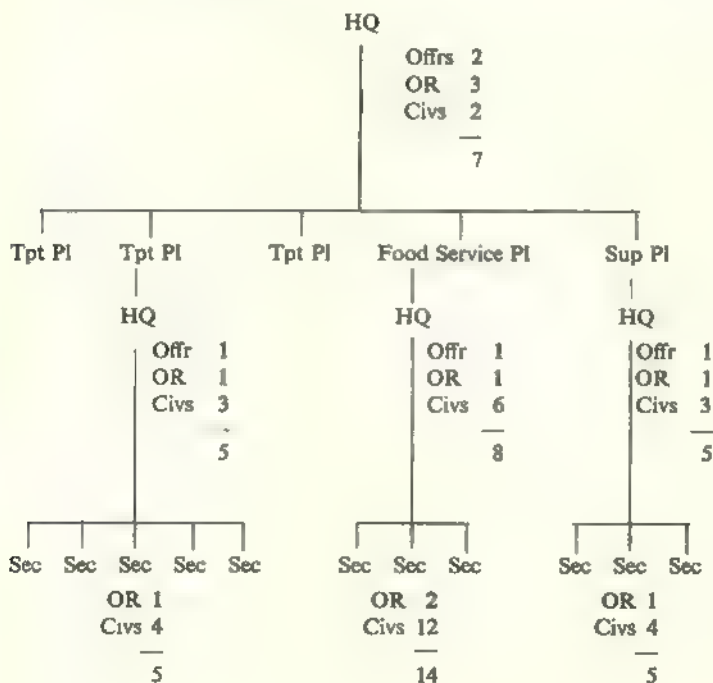 HQ
Offrs 2
OR 3
Civs 2
7
Tpt Pl Tpt Pl Tpt Pl Food Service Pl Sup Pl
HQ HQ HQ
Offr 1 Offr 1 Offr 1
OR 1 OR 1 OR 1
Civs 3 Civs 6 Civs 3
5 8 5
Sec Sec Sec Sec Sec Sec Sec Sec Sec Sec Sec
OR 1 OR 2 OR 1
Civs 4 Civs 12 Civs 4
5 14 5